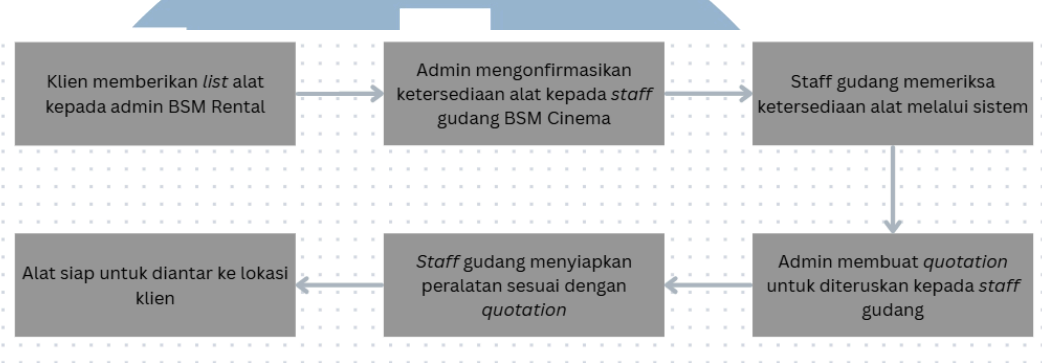 Klien memberikan list alat
kepada admin BSM Rental
Admin mengonfirmasikan
ketersediaan alat kepada staff
gudang BSM Cinema
Staff gudang memeriksa
ketersediaan alat melalui sistem
Admin membuat quotation
untuk diteruskan kepada staff
gudang
Staff gudang menyiapkan
peralatan sesuai dengan
quotation
Alat siap untuk diantar ke lokasi
klien